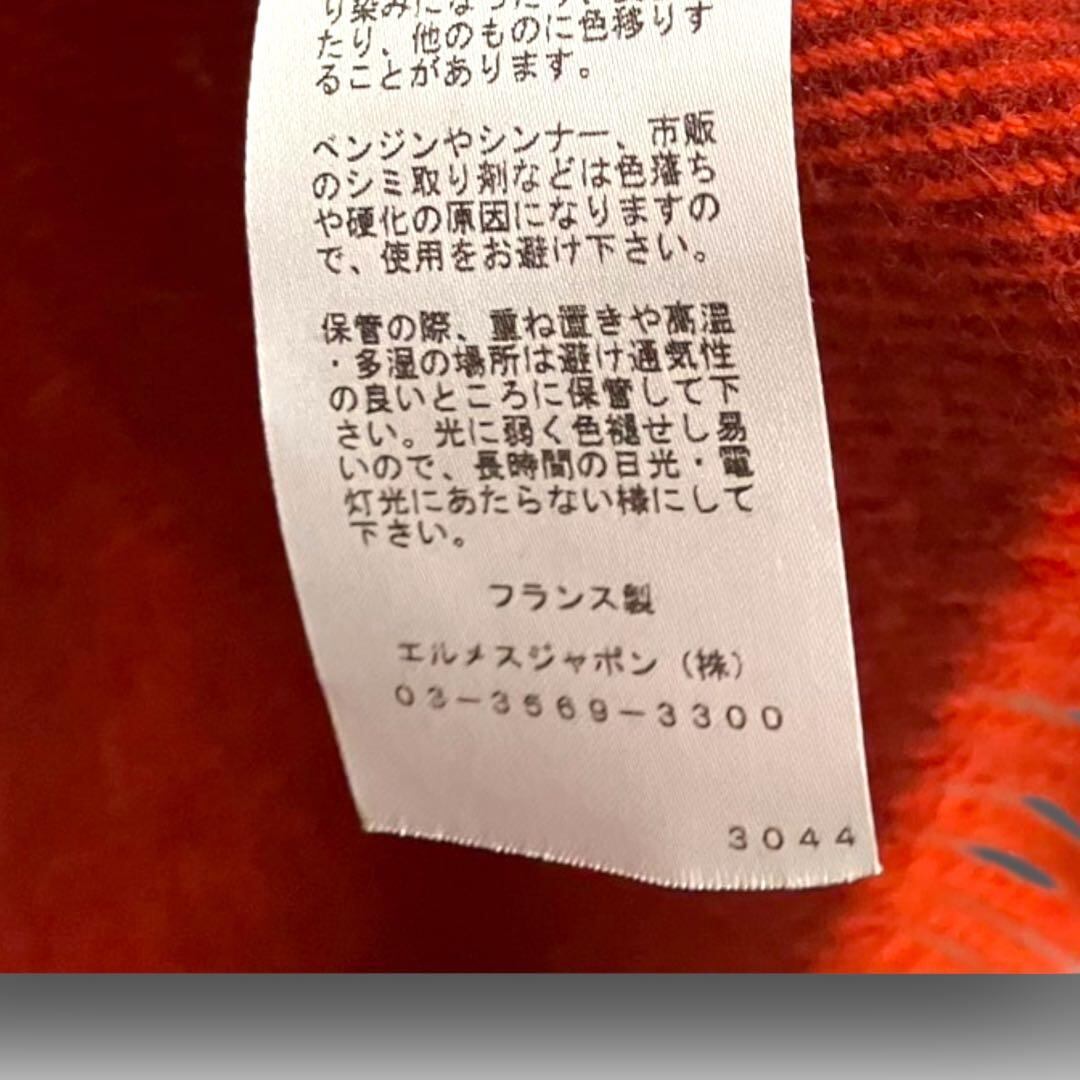 り染みになったり、
たり、他のものに色移りす
ることがあります。
ベンジンやシンナー、市販
のシミ取り剤などは色落ち
や硬化の原因になりますの
で、使用をお避け下さい。
保管の際、重ね置きや高温
・多湿の場所は避け通気性
の良いところに保管して下
さい。光に弱く色褪せし易
いので、長時間の日光・電
灯光にあたらない様にして
下さい。
フランス製
エルメスジャポン（株）
03-3569-3300
3044